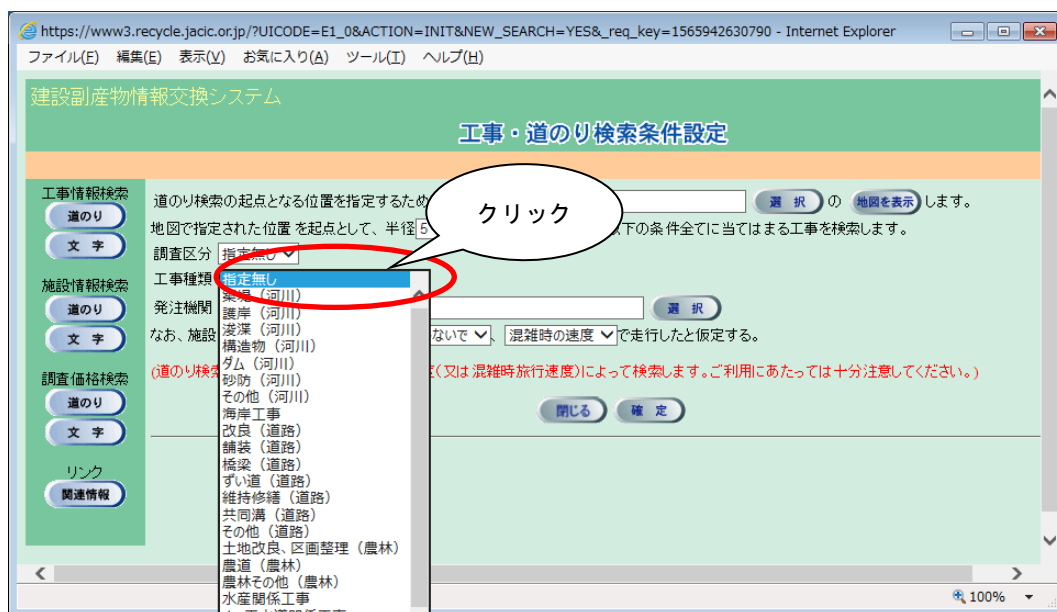 https://www3.recycle.jacic.or.jp/?UICODE=E1_0&ACTION=INIT&NEW_SEARCH=YES&_req_key=1565942630790 - Internet Explorer
ファイル(F) 編集(E) 表示(V) お気に入り(A) ツール(T) ヘルプ(H)
建設副産物情報交換システム
工事・道のり検索条件設定
工事情報検索
道のり
文 字
施設情報検索
道のり
文 字
調査価格検索
道のり
文 字
リンク
関連情報
道のり検索の起点となる位置を指定するため
選 択 の 地図を表示 します。
クリック
地図で指定された位置 を起点として、半径 5
下の条件全てに当てはまる工事を検索します。
調査区分 指定無し
工事種類 指定無し
築堤（河川）
護岸（河川）
浚渫（河川）
構造物（河川）
ダム（河川）
砂防（河川）
その他（河川）
海岸工事
改良（道路）
舗装（道路）
橋梁（道路）
ずい道（道路）
維持修繕（道路）
共同溝（道路）
その他（道路）
土地改良、区画整理（農林）
農道（農林）
農林その他（農林）
水産関係工事
発注機関
選 択
なお、施設
ないで 、 混雑時の速度 で走行したと仮定する。
(道のり検索
(又は混雑時旅行速度)によって検索します。ご利用にあたっては十分注意してください。)
閉じる 確 定
100%